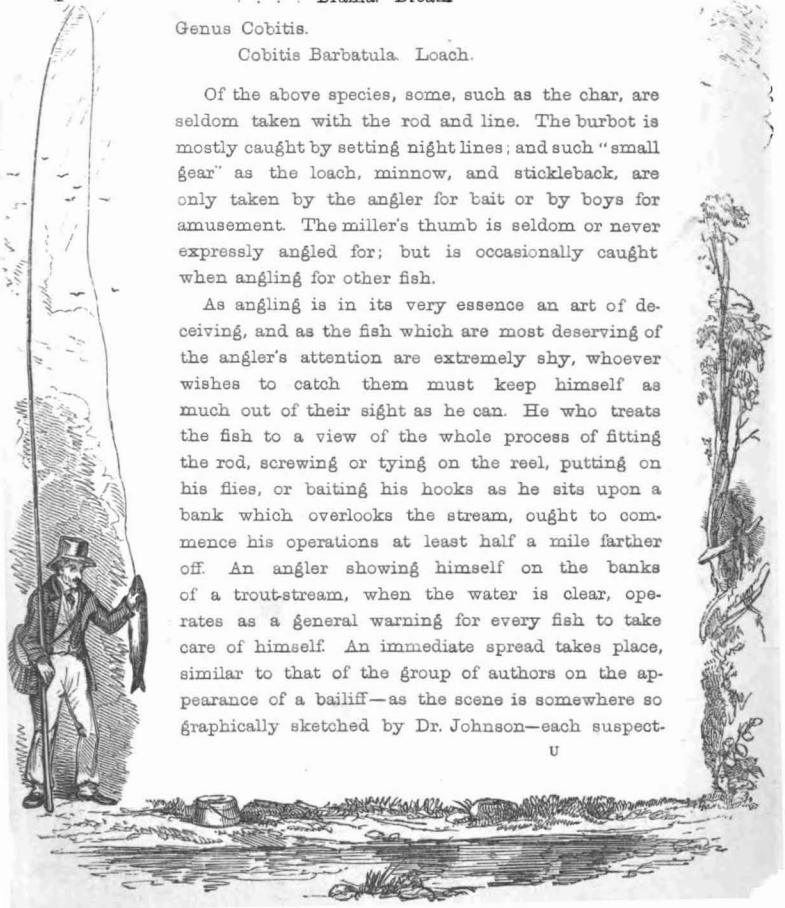 Genus Cobitis.
Cobitis Barbatula. Loach.
Of the above species, some, such as the char, are
seldom taken with the rod and line. The burbot is
mostly caught by setting night lines; and such "small
gear" as the loach, minnow, and stickleback, are
only taken by the angler for bait or by boys for
amusement. The miller's thumb is seldom or never
expressly angled for; but is occasionally caught
when angling for other fish.
As angling is in its very essence an art of de-
ceiving, and as the fish which are most deserving of
the angler's attention are extremely shy, whoever
wishes to catch them must keep himself as
much out of their sight as he can. He who treats
the fish to a view of the whole process of fitting
the rod, screwing or tying on the reel, putting on
his flies, or baiting his hooks as he sits upon a
bank which overlooks the stream, ought to com-
mence his operations at least half a mile farther
off. An angler showing himself on the banks
of a trout-stream, when the water is clear, ope-
rates as a general warning for every fish to take
care of himself. An immediate spread takes place,
similar to that of the group of authors on the ap-
pearance of a bailiff—as the scene is somewhere so
graphically sketched by Dr. Johnson—each suspect-
U